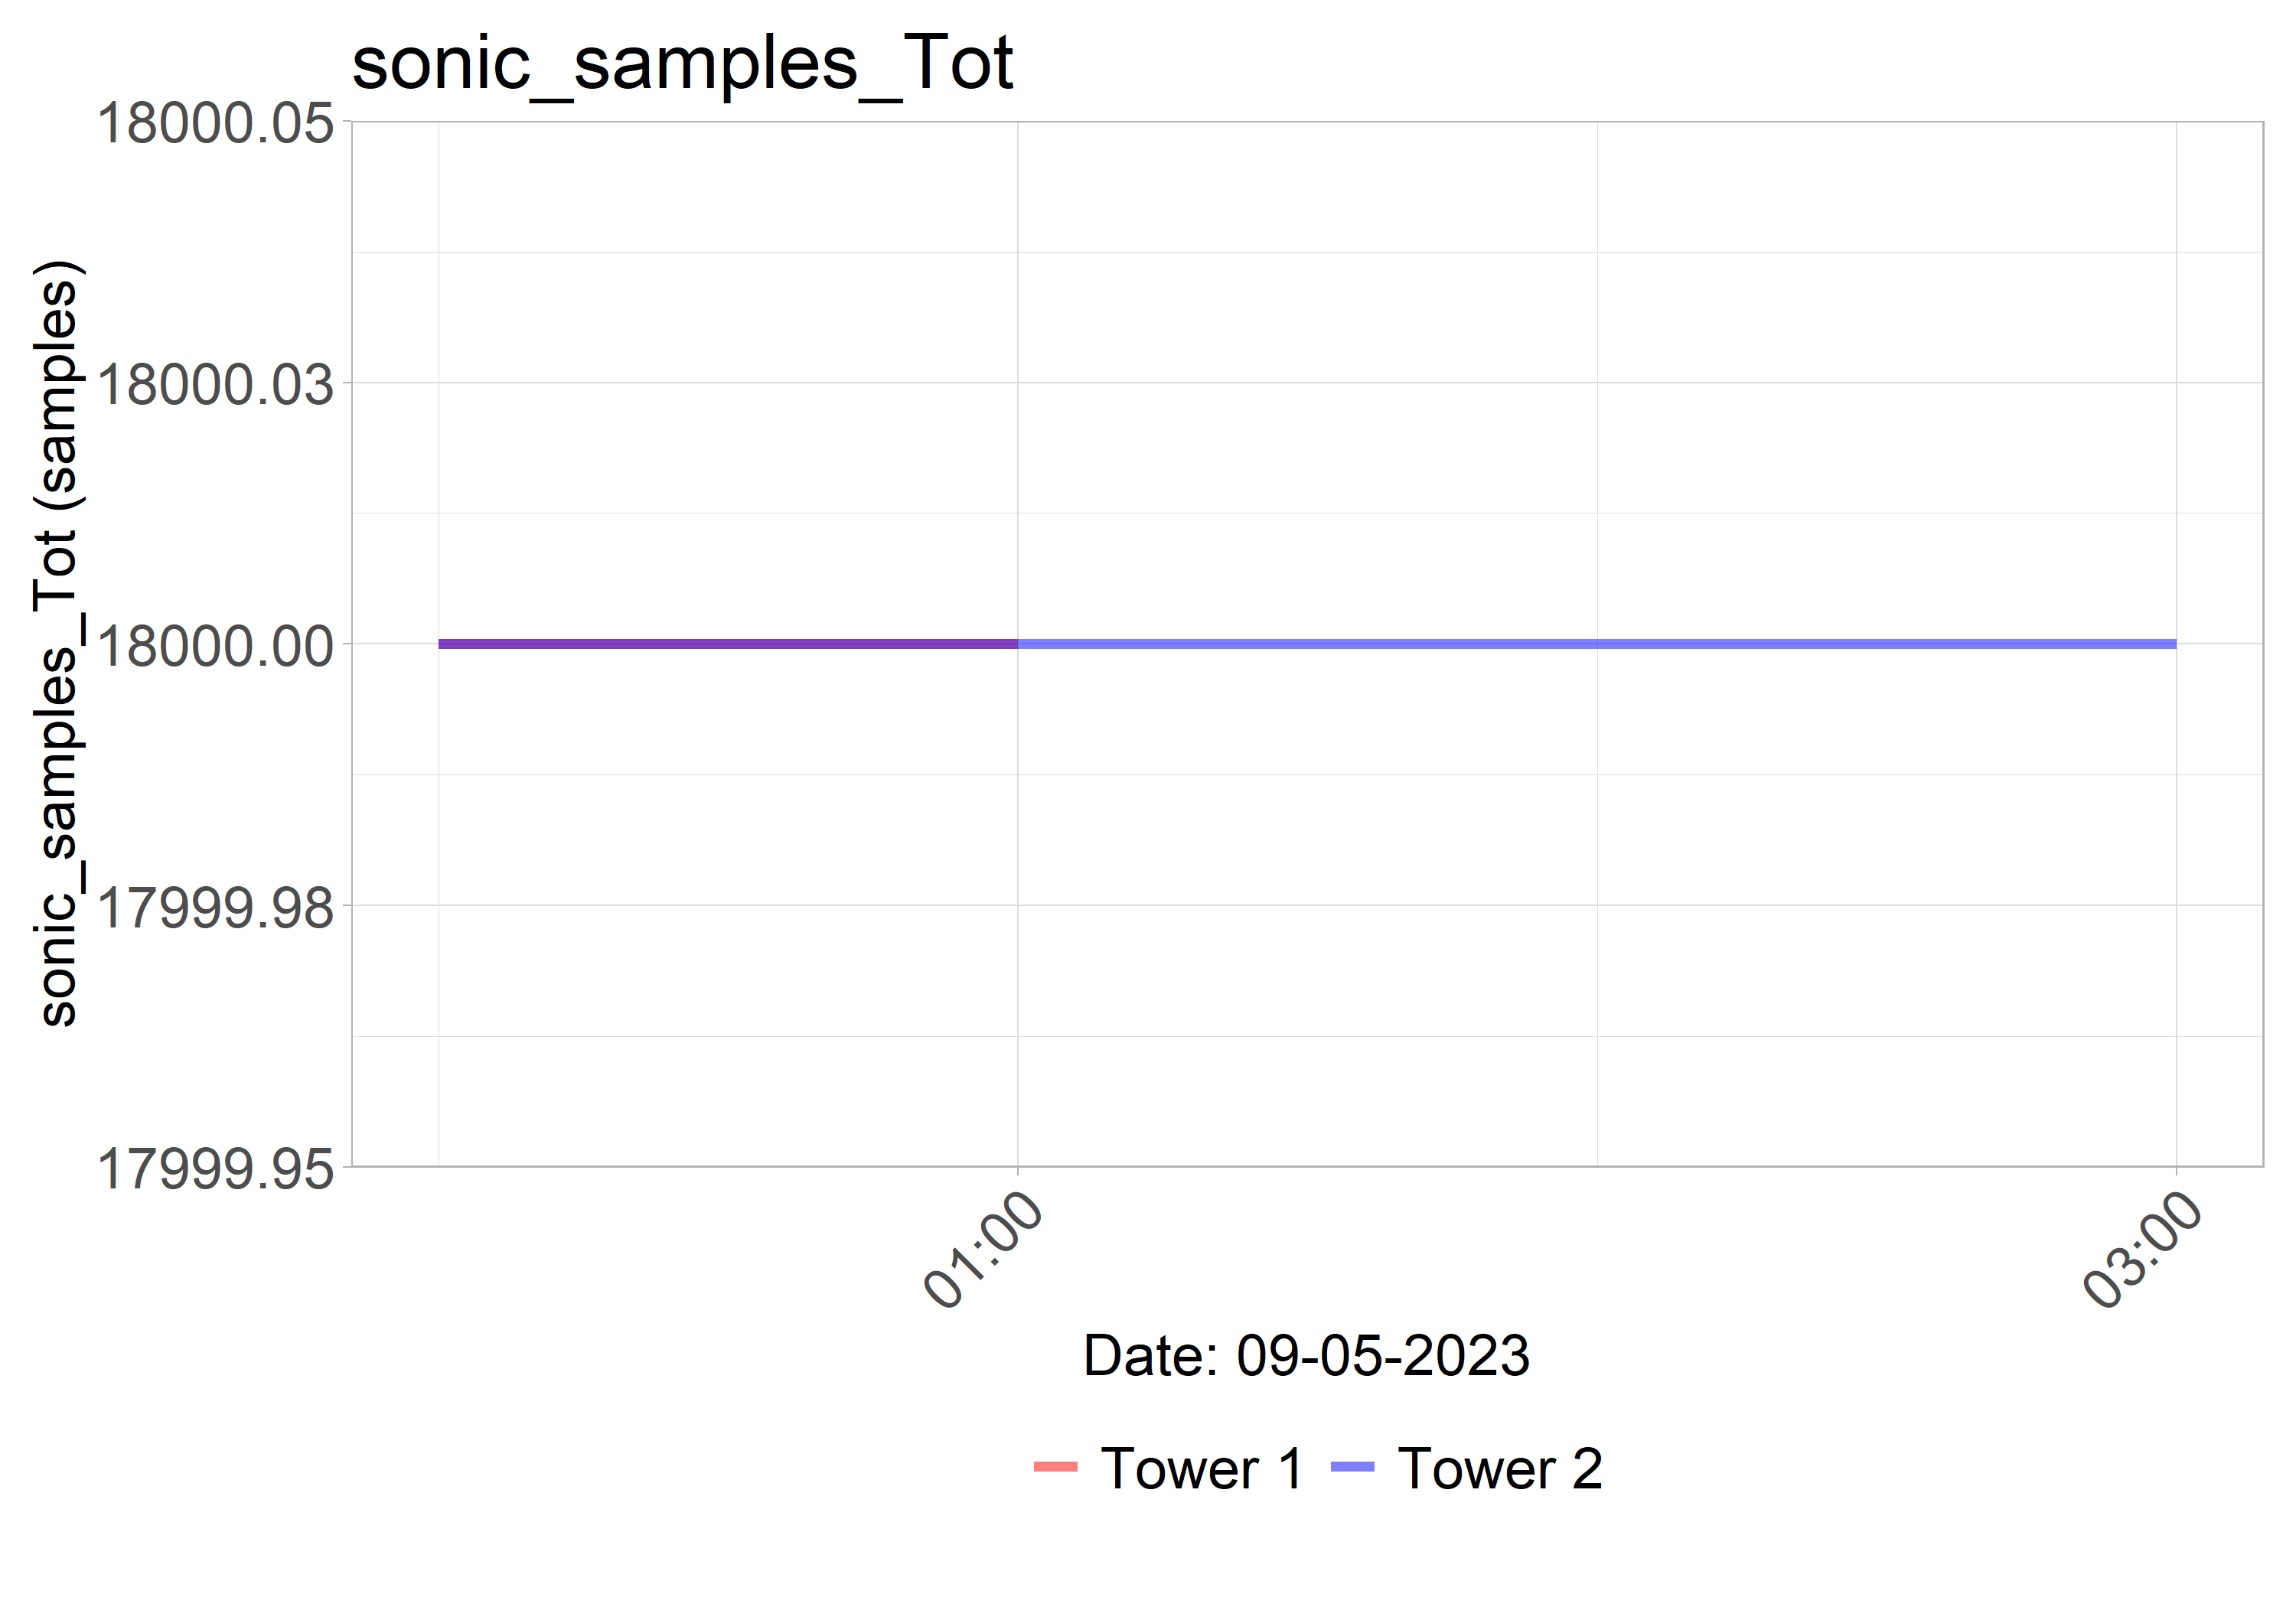 sonic_samples_Tot
sonic_samples_Tot (samples)
18000.05
18000.03
18000.00
17999.98
17999.95
01:00
03:00
Date: 09-05-2023
Tower 1
Tower 2